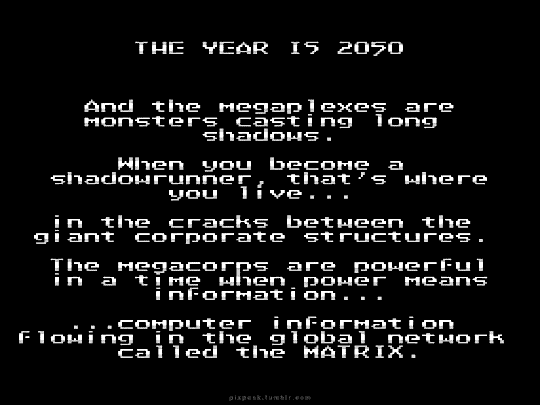 THE YEAR IS 2050
And the megaplexes are
monsters casting long
shadows.
When you become a
shadowrunner, that's where
you live...
in the cracks between the
giant corporate structures.
The megacorps are powerful
in a time when power means
information...
...computer information
flowing in the global network
called the MATRIX.
pixpeak.tumblr.com